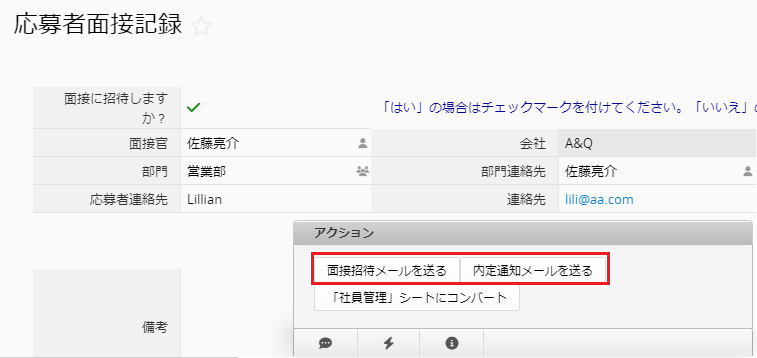 応募者面接記録
面接に招待します
か？
「はい」の場合はチェックマークを付けてください。「いいえ」の
面接官 佐藤亮介 会社 A&Q
部門 営業部 部門連絡先 佐藤亮介
応募者連絡先 Lillian 連絡先 lili@aa.com
アクション
面接招待メールを送る 内定通知メールを送る
「社員管理」シートにコンバート
備考